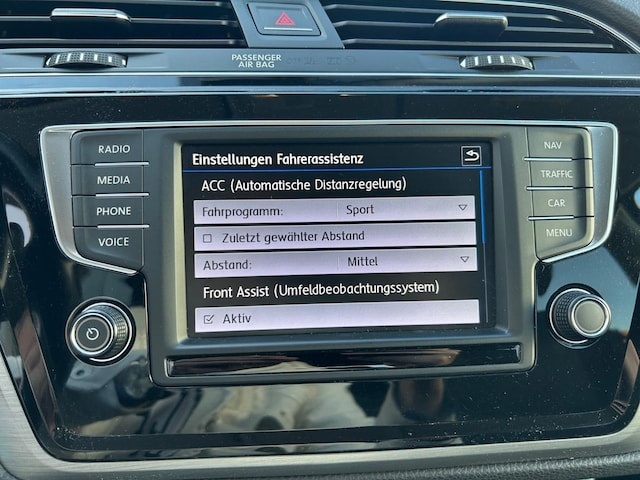 PASSENGER
AIR BAG
RADIO
MEDIA
PHONE
VOICE
Einstellungen Fahrerassistenz
ACC (Automatische Distanzregelung)
Fahrprogramm: Sport
Zuletzt gewählter Abstand
Abstand: Mittel
Front Assist (Umfeldbeobachtungssystem)
Aktiv
NAV
TRAFFIC
CAR
MENU